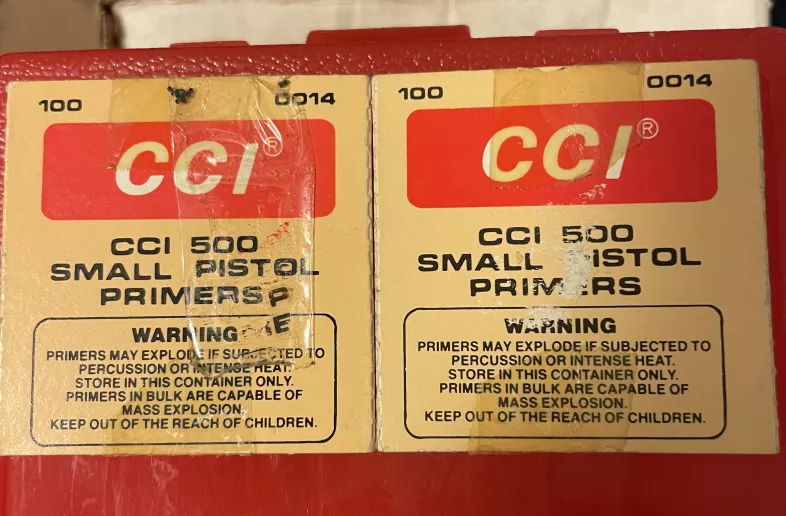 100 0014
CCI®
CCI 500
SMALL PISTOL
PRIMERS
WARNING
PRIMERS MAY EXPLODE IF SUBJECTED TO
PERCUSSION OR INTENSE HEAT.
STORE IN THIS CONTAINER ONLY.
PRIMERS IN BULK ARE CAPABLE OF
MASS EXPLOSION.
KEEP OUT OF THE REACH OF CHILDREN.
100 0014
CCI®
CCI 500
SMALL PISTOL
PRIMERS
WARNING
PRIMERS MAY EXPLODE IF SUBJECTED TO
PERCUSSION OR INTENSE HEAT.
STORE IN THIS CONTAINER ONLY.
PRIMERS IN BULK ARE CAPABLE OF
MASS EXPLOSION.
KEEP OUT OF THE REACH OF CHILDREN.